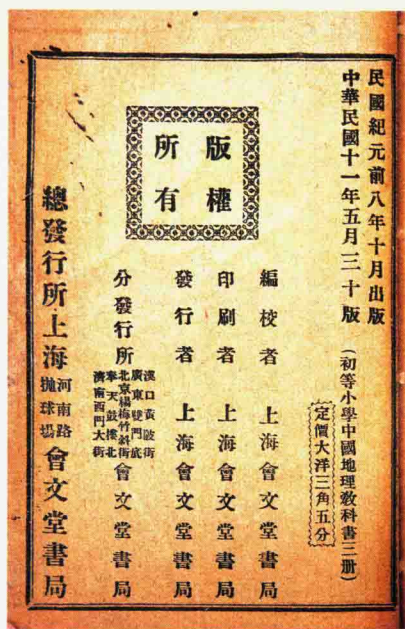 民國紀元前八年十月出版
中華民國十一年五月三十版
(初等小學中國地理教科書三册)
定價大洋三角五分
版權
所有
編校者 上海會文堂書局
印刷者 上海會文堂書局
發行者 上海會文堂書局
分發行所
漢口黃陂街
廣東雙門底
北京楊梅竹斜街
奉天鼓樓北
濟南西門大街
會文堂書局
總發行所上海
河南路
抛球場
會文堂書局